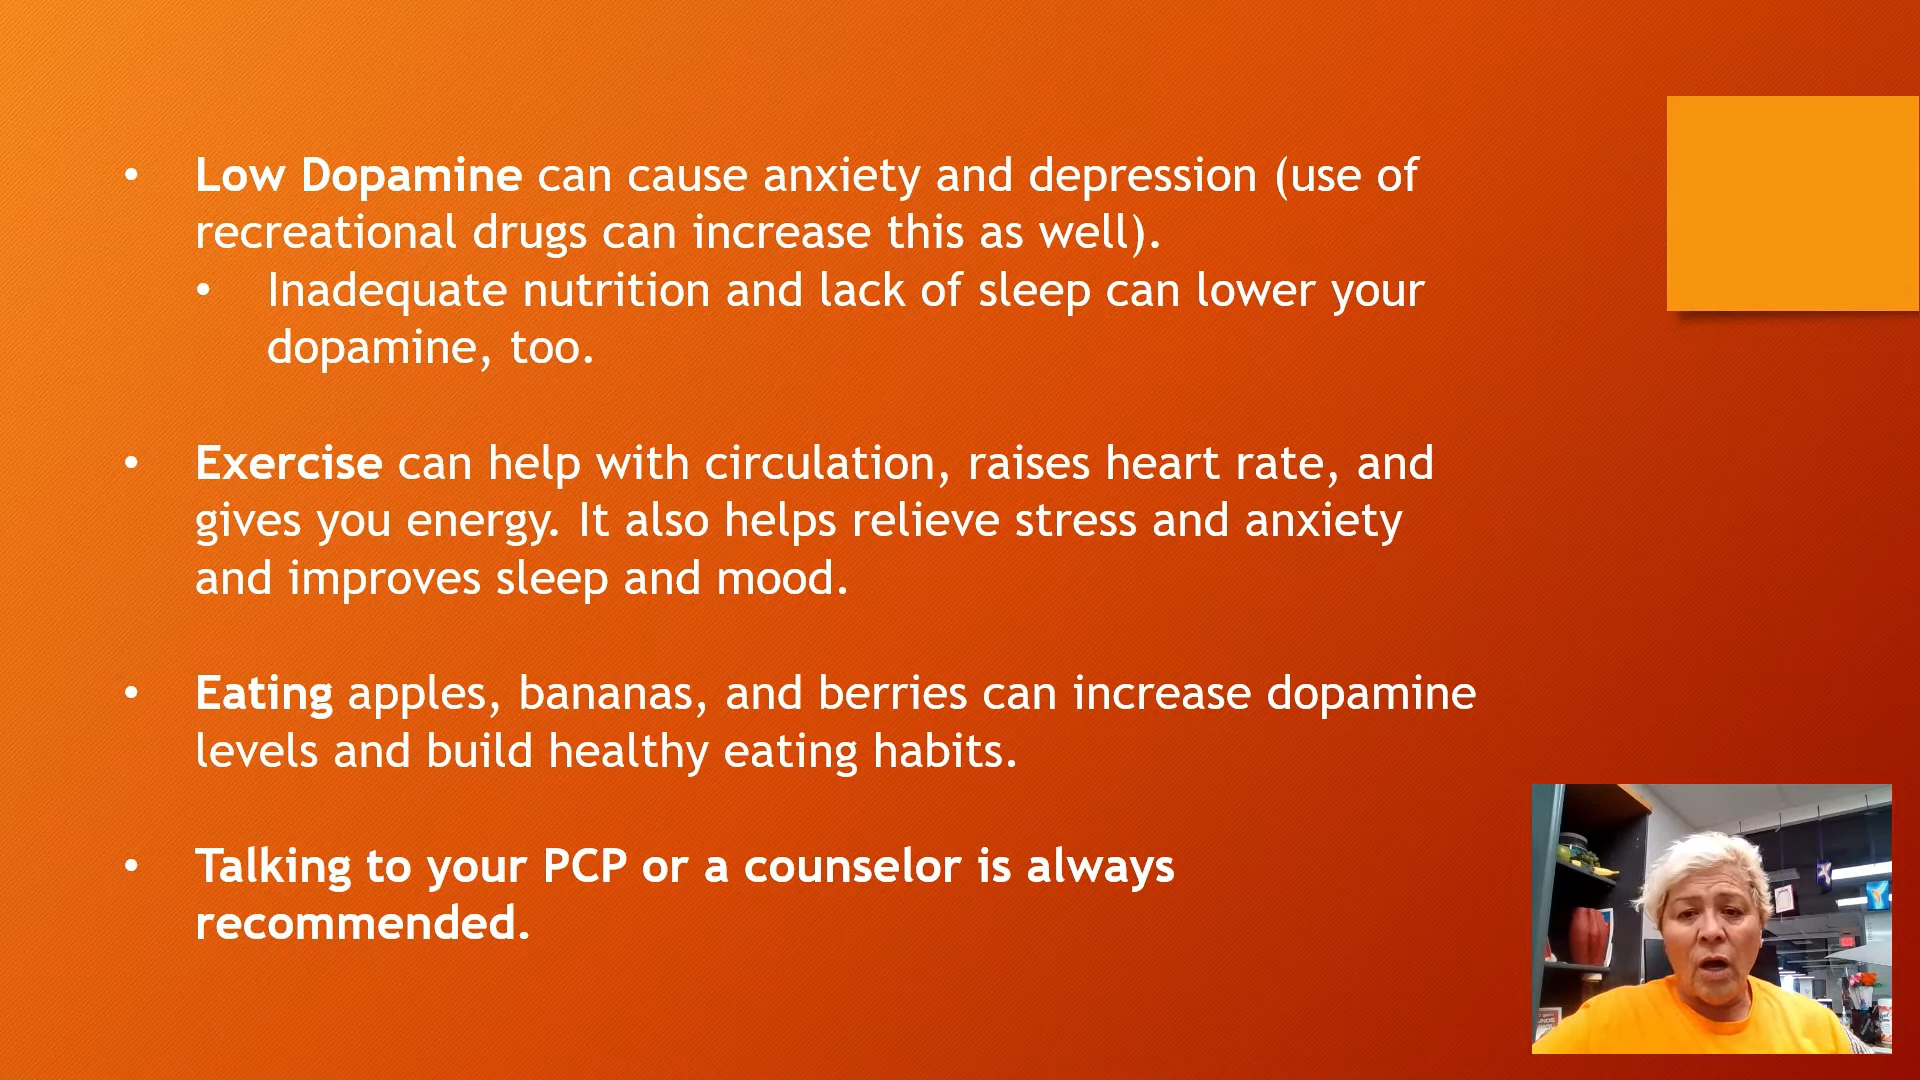 • Low Dopamine can cause anxiety and depression (use of
recreational drugs can increase this as well).
• Inadequate nutrition and lack of sleep can lower your
dopamine, too.
• Exercise can help with circulation, raises heart rate, and
gives you energy. It also helps relieve stress and anxiety
and improves sleep and mood.
• Eating apples, bananas, and berries can increase dopamine
levels and build healthy eating habits.
• Talking to your PCP or a counselor is always
recommended.